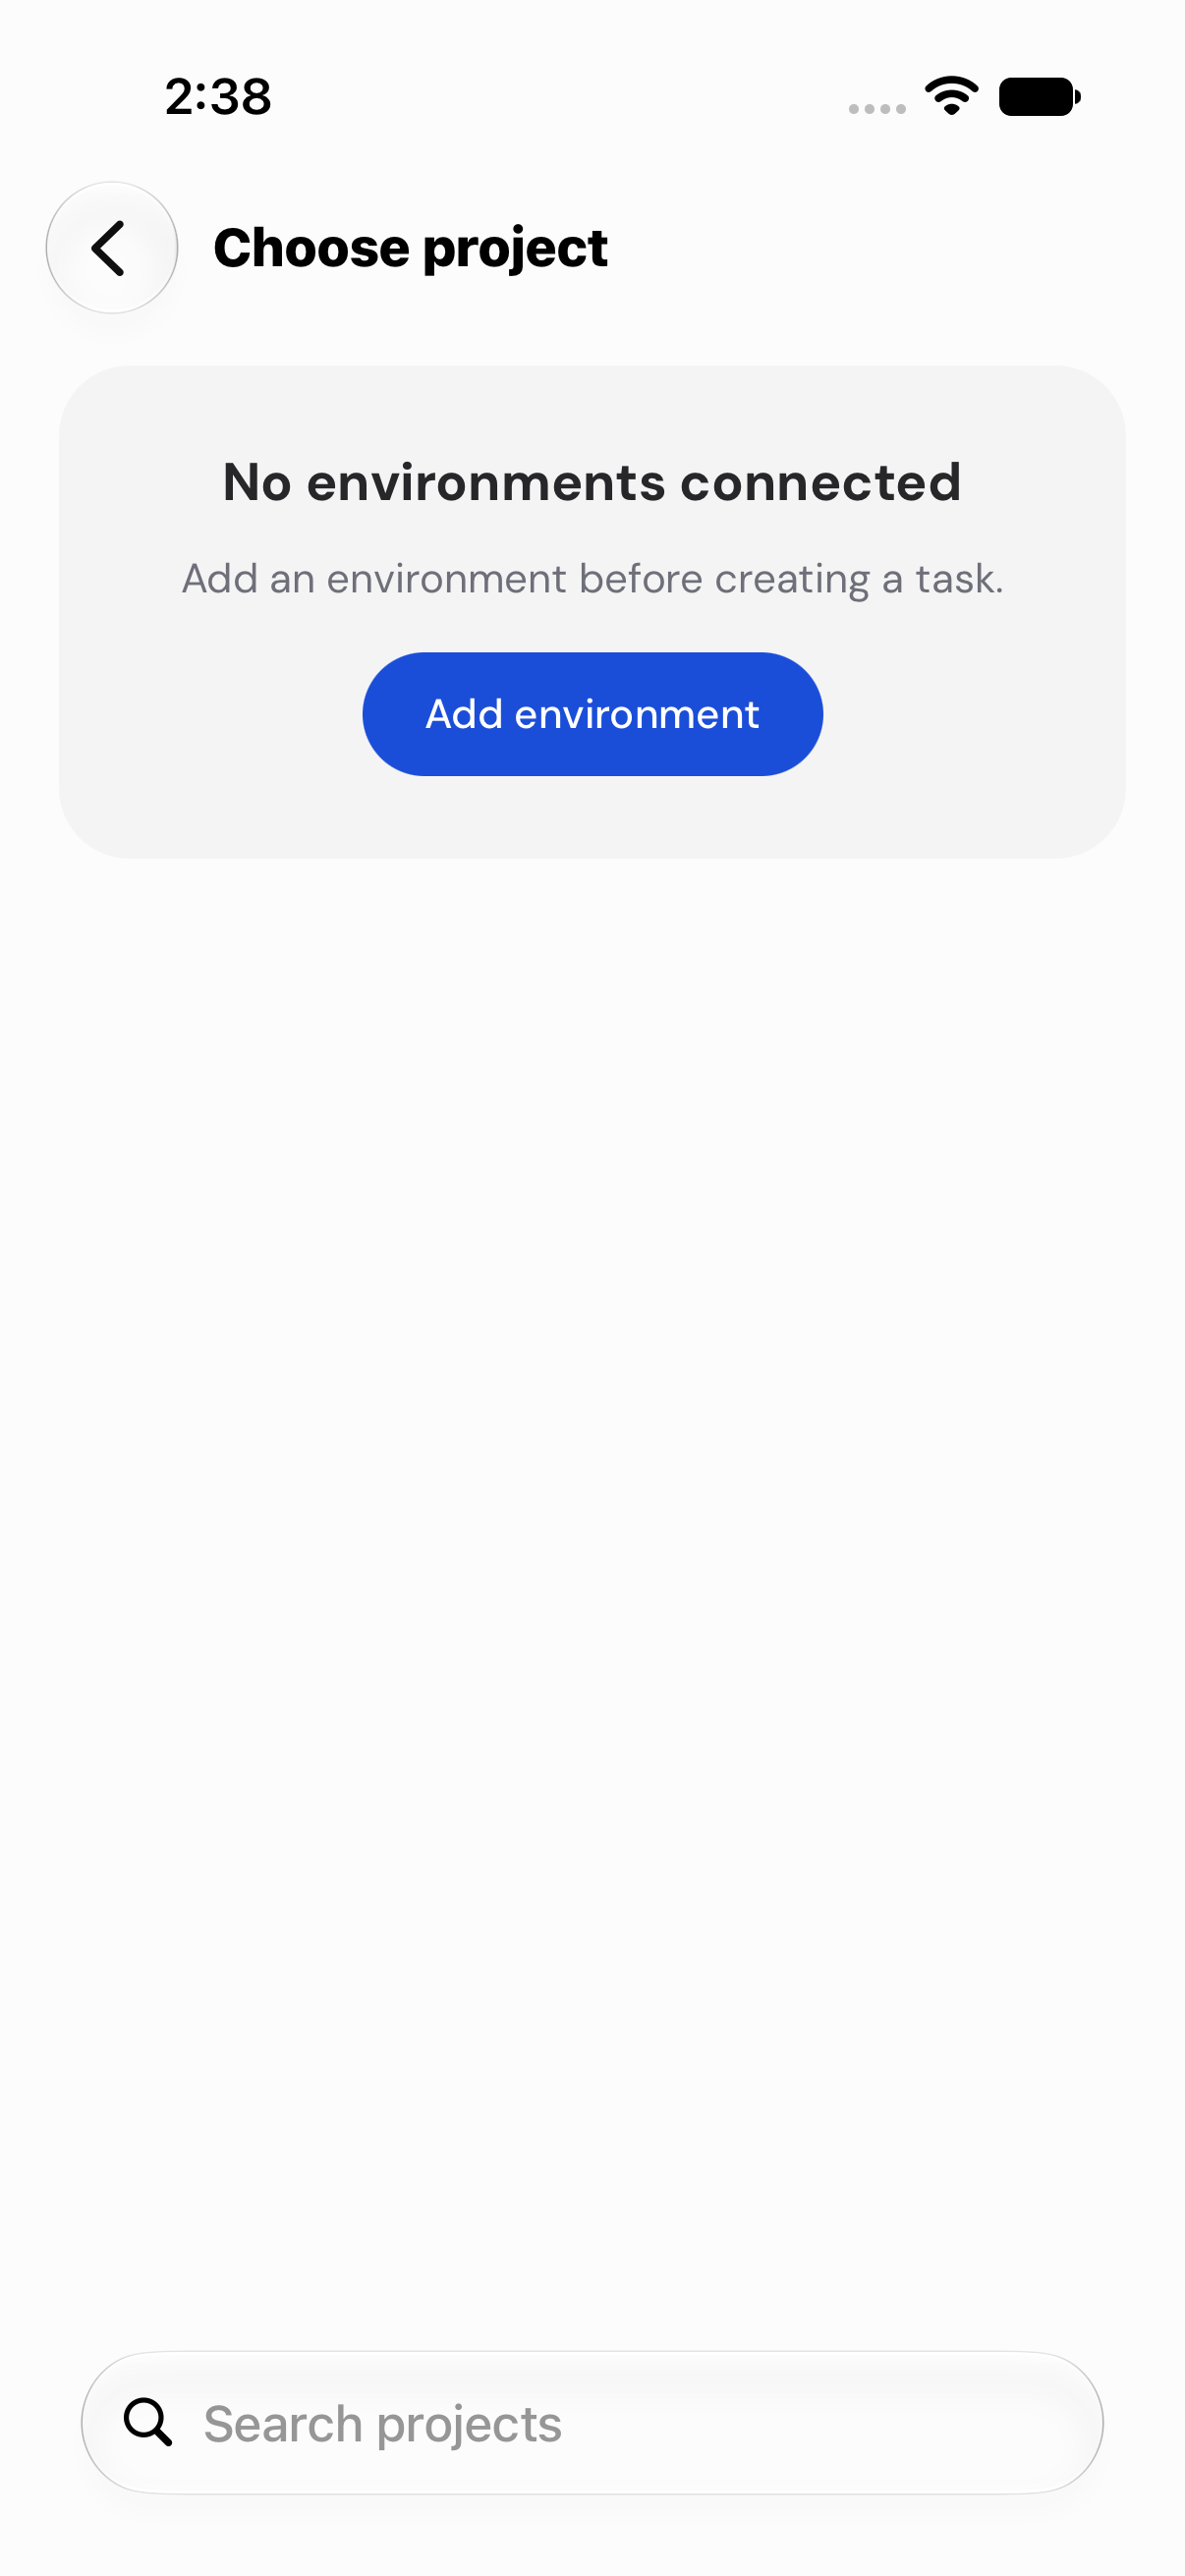 2:38
Choose project
No environments connected
Add an environment before creating a task.
Add environment
Search projects